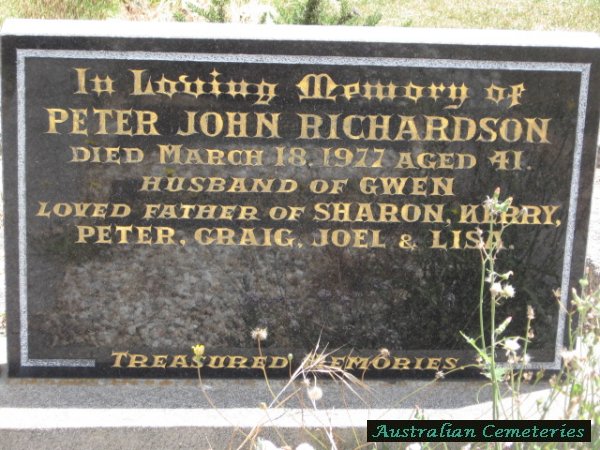 In Loving Memory of
PETER JOHN RICHARDSON
DIED MARCH 18. 1977 AGED 41.
HUSBAND OF GWEN
LOVED FATHER OF SHARON, KERRY,
PETER, CRAIG, JOEL & LISA.
TREASURED MEMORIES
Australian Cemeteries